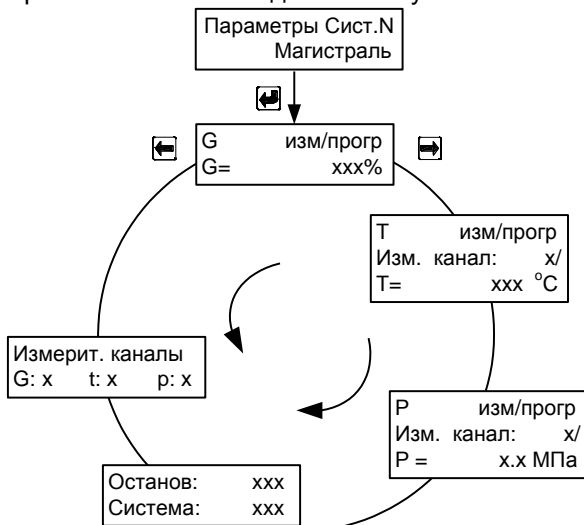 Параметры Сист.N
Магистраль
G изм/прогр
G= xxx%
T изм/прогр
Изм. канал: x/
T= xxx °C
P изм/прогр
Изм. канал: x/
P = x.x МПа
Останов: xxx
Система: xxx
Измерит. каналы
G: x t: x p: x